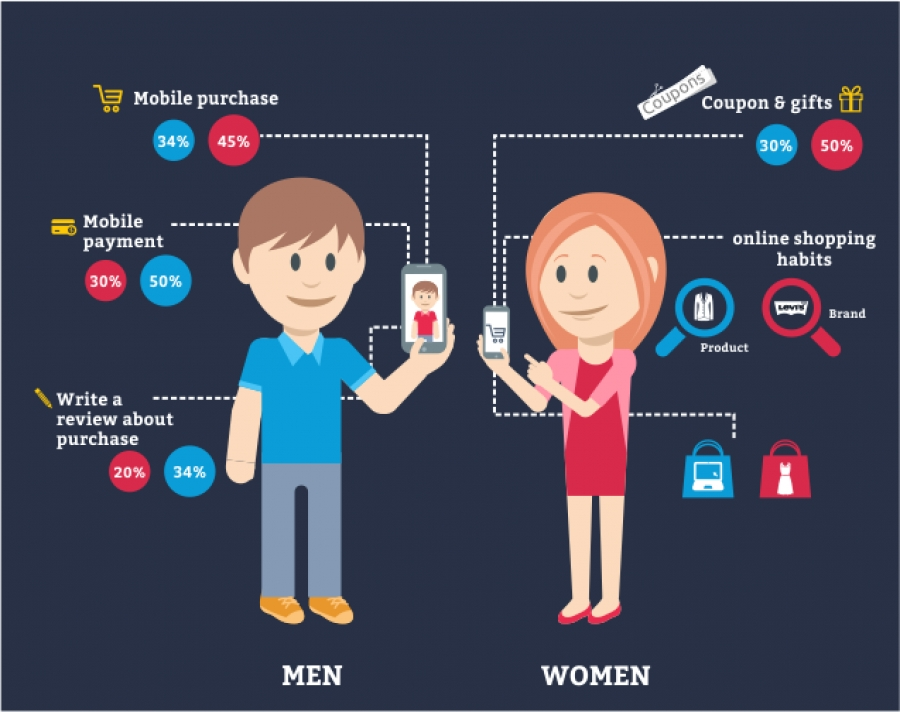 Mobile purchase
34% 45%
Mobile
payment
30% 50%
Write a
review about
purchase
20% 34%
Coupons
Coupon & gifts
30% 50%
online shopping
habits
LEVI'S
Product
Brand
MEN
WOMEN